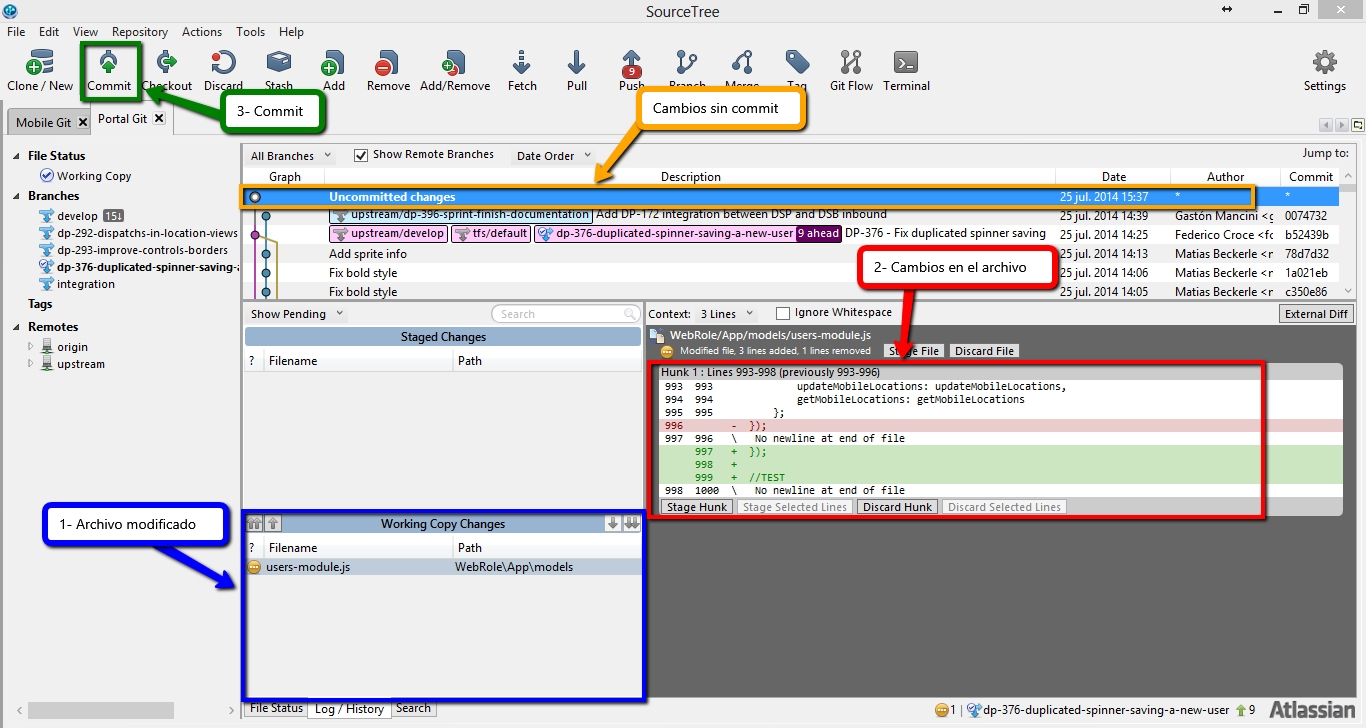 SourceTree
File Edit View Repository Actions Tools Help
Clone / New Commit Checkout Discard Stash Add Remove Add/Remove Fetch Pull Push Branch Merge Tag Git Flow Terminal Settings
9
3- Commit
Cambios sin commit
Mobile Git Portal Git
File Status
Working Copy
Branches
develop 15↓
dp-292-dispatchs-in-location-views
dp-293-improve-controls-borders
dp-376-duplicated-spinner-saving-a
integration
Tags
Remotes
origin
upstream
All Branches Show Remote Branches Date Order Jump to:
Graph Description Date Author Commit
Uncommitted changes 25 jul. 2014 15:37 * *
upstream/dp-396-sprint-finish-documentation Add DP-172 integration between DSP and DSB inbound 25 jul. 2014 14:39 Gastón Mancini <g 0074732
upstream/develop tfs/default dp-376-duplicated-spinner-saving-a-new-user 9 ahead DP-376 - Fix duplicated spinner saving 25 jul. 2014 14:25 Federico Croce <fc b52439b
Add sprite info 25 jul. 2014 14:13 Matias Beckerle <r 78d7d32
Fix bold style 25 jul. 2014 14:06 Matias Beckerle <r 1a021eb
Fix bold style 25 jul. 2014 14:05 Matias Beckerle <r c350e86
2- Cambios en el archivo
Show Pending Search
Staged Changes
? Filename Path
Context: 3 Lines Ignore Whitespace External Diff
WebRole/App/models/users-module.js
Modified file, 3 lines added, 1 lines removed Stage File Discard File
Hunk 1 : Lines 993-998 (previously 993-996)
993 993 updateMobileLocations: updateMobileLocations,
994 994 getMobileLocations: getMobileLocations
995 995 };
996 - });
997 996 \ No newline at end of file
997 + });
998 +
999 + //TEST
998 1000 \ No newline at end of file
Stage Hunk Stage Selected Lines Discard Hunk Discard Selected Lines
1- Archivo modificado
Working Copy Changes
? Filename Path
users-module.js WebRole\App\models
File Status Log / History Search
1 dp-376-duplicated-spinner-saving-a-new-user 9 Atlassian